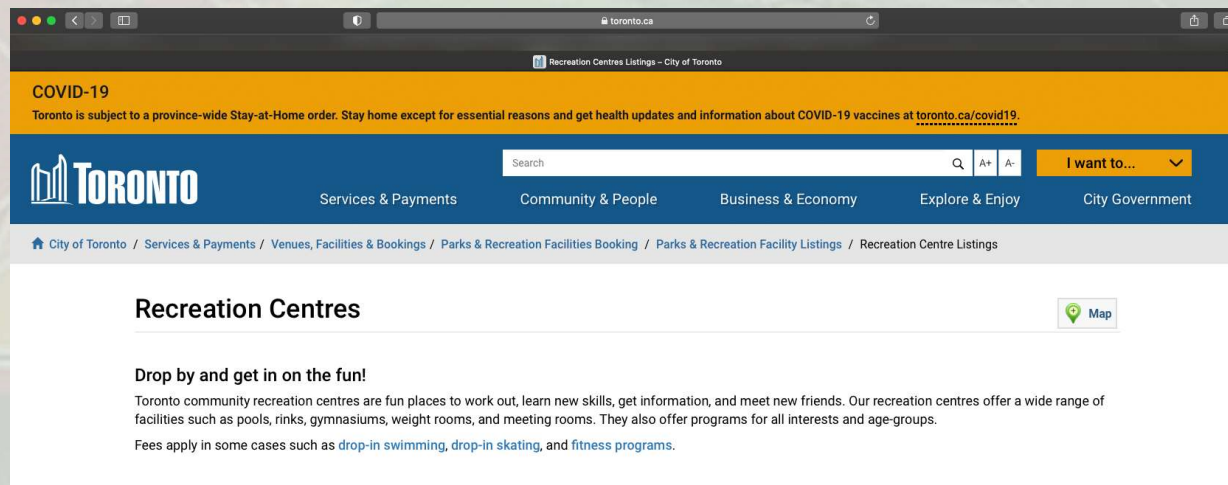 toronto.ca
Recreation Centres Listings – City of Toronto
COVID-19
Toronto is subject to a province-wide Stay-at-Home order. Stay home except for essential reasons and get health updates and information about COVID-19 vaccines at toronto.ca/covid19.
TORONTO
Search
A+ A-
I want to...
Services & Payments Community & People Business & Economy Explore & Enjoy City Government
City of Toronto / Services & Payments / Venues, Facilities & Bookings / Parks & Recreation Facilities Booking / Parks & Recreation Facility Listings / Recreation Centre Listings
Recreation Centres
Map
Drop by and get in on the fun!
Toronto community recreation centres are fun places to work out, learn new skills, get information, and meet new friends. Our recreation centres offer a wide range of
facilities such as pools, rinks, gymnasiums, weight rooms, and meeting rooms. They also offer programs for all interests and age-groups.
Fees apply in some cases such as drop-in swimming, drop-in skating, and fitness programs.